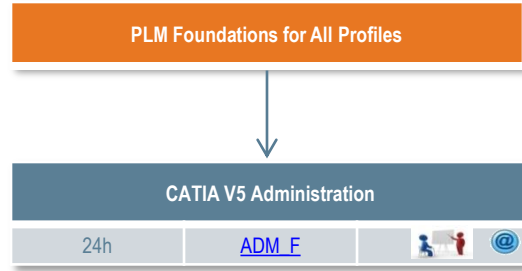 PLM Foundations for All Profiles
CATIA V5 Administration
24h ADM_F @